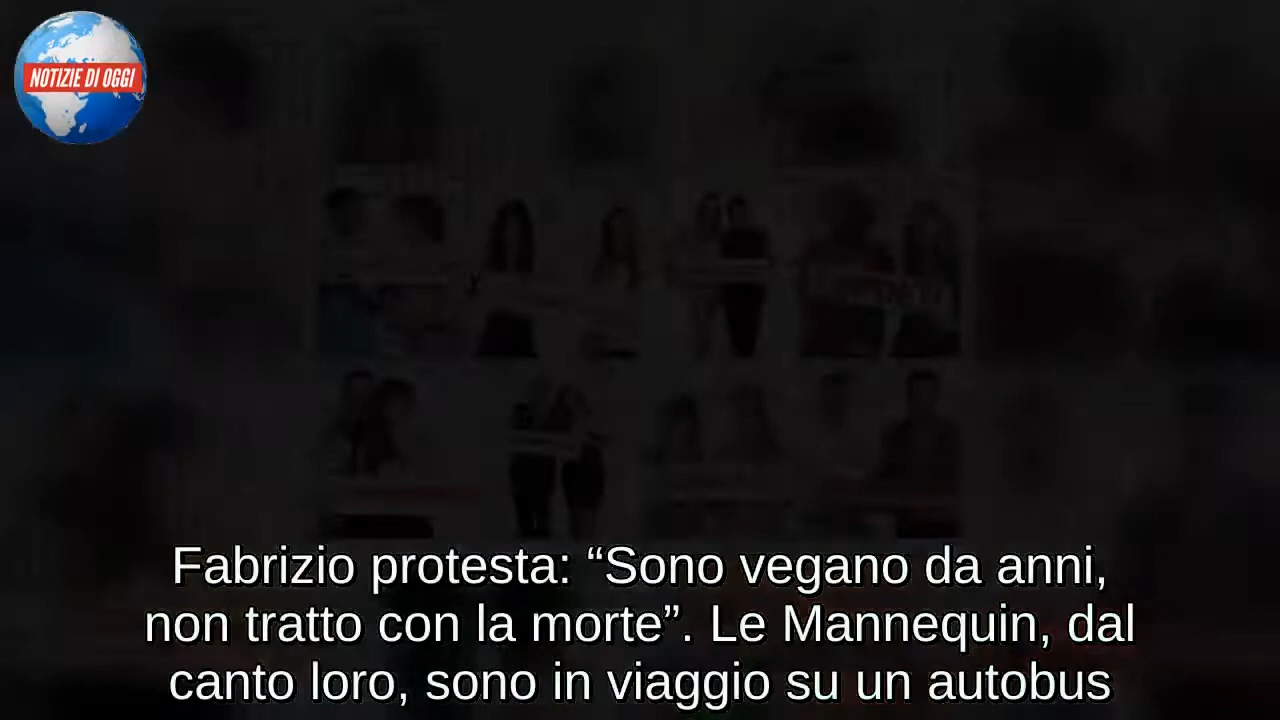 NOTIZIE DI OGGI
Fabrizio protesta: “Sono vegano da anni,
non tratto con la morte”. Le Mannequin, dal
canto loro, sono in viaggio su un autobus